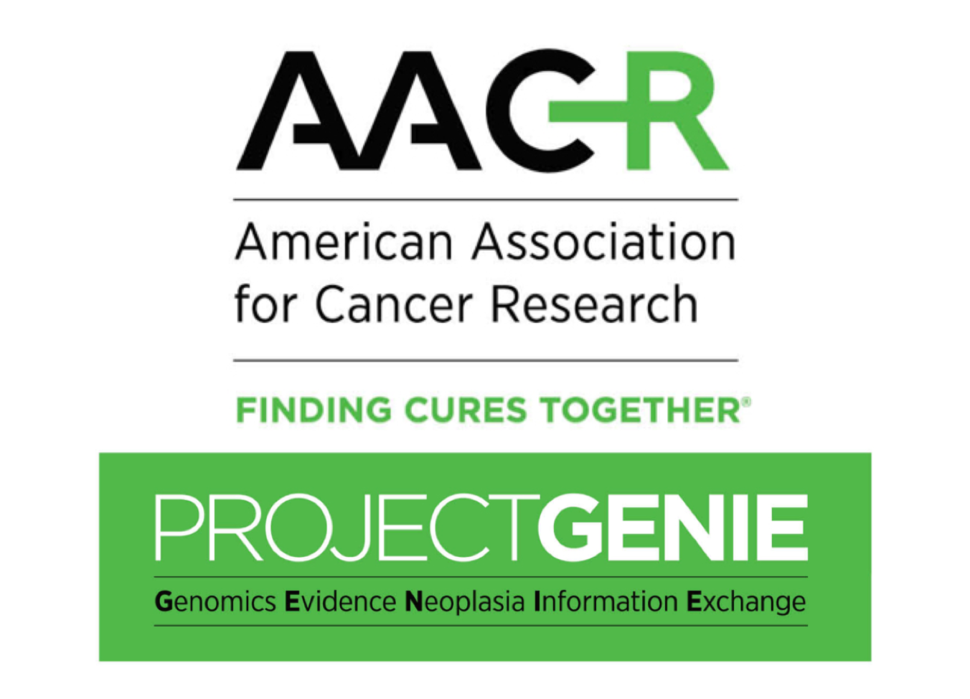 AACR
American Association
for Cancer Research
FINDING CURES TOGETHER®
PROJECTGENIE
Genomics Evidence Neoplasia Information Exchange